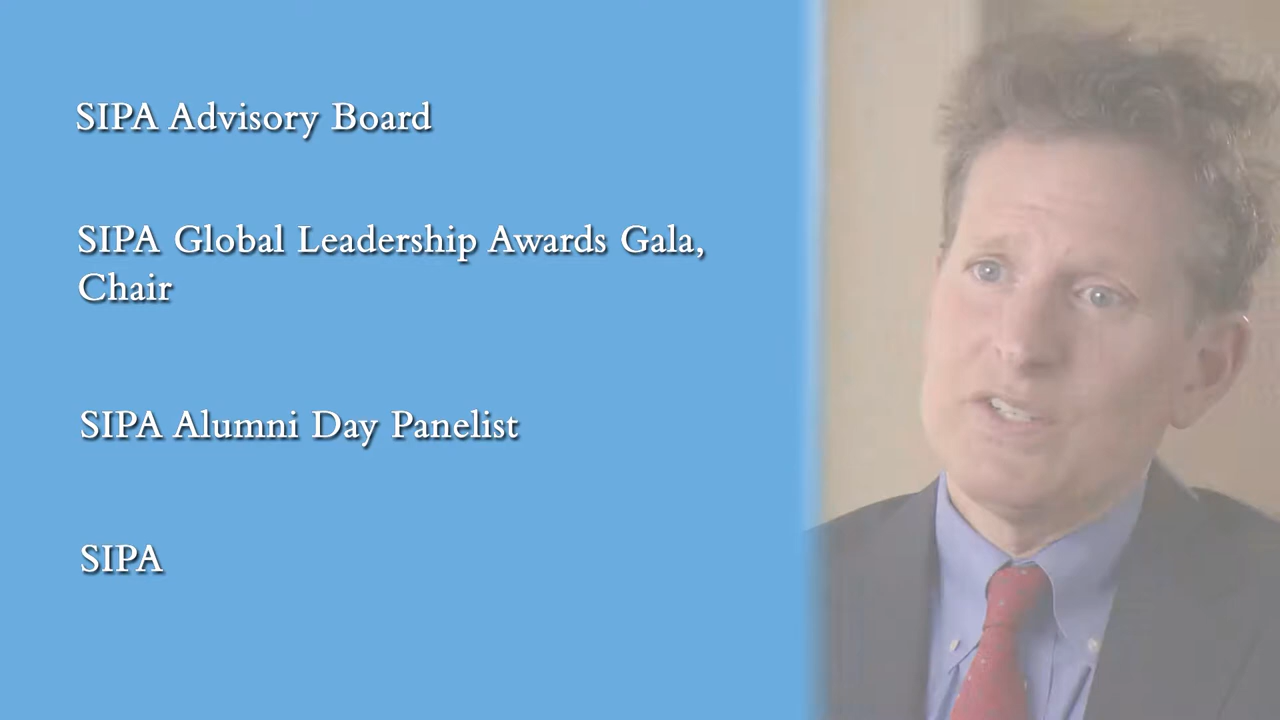 SIPA Advisory Board
SIPA Global Leadership Awards Gala,
Chair
SIPA Alumni Day Panelist
SIPA